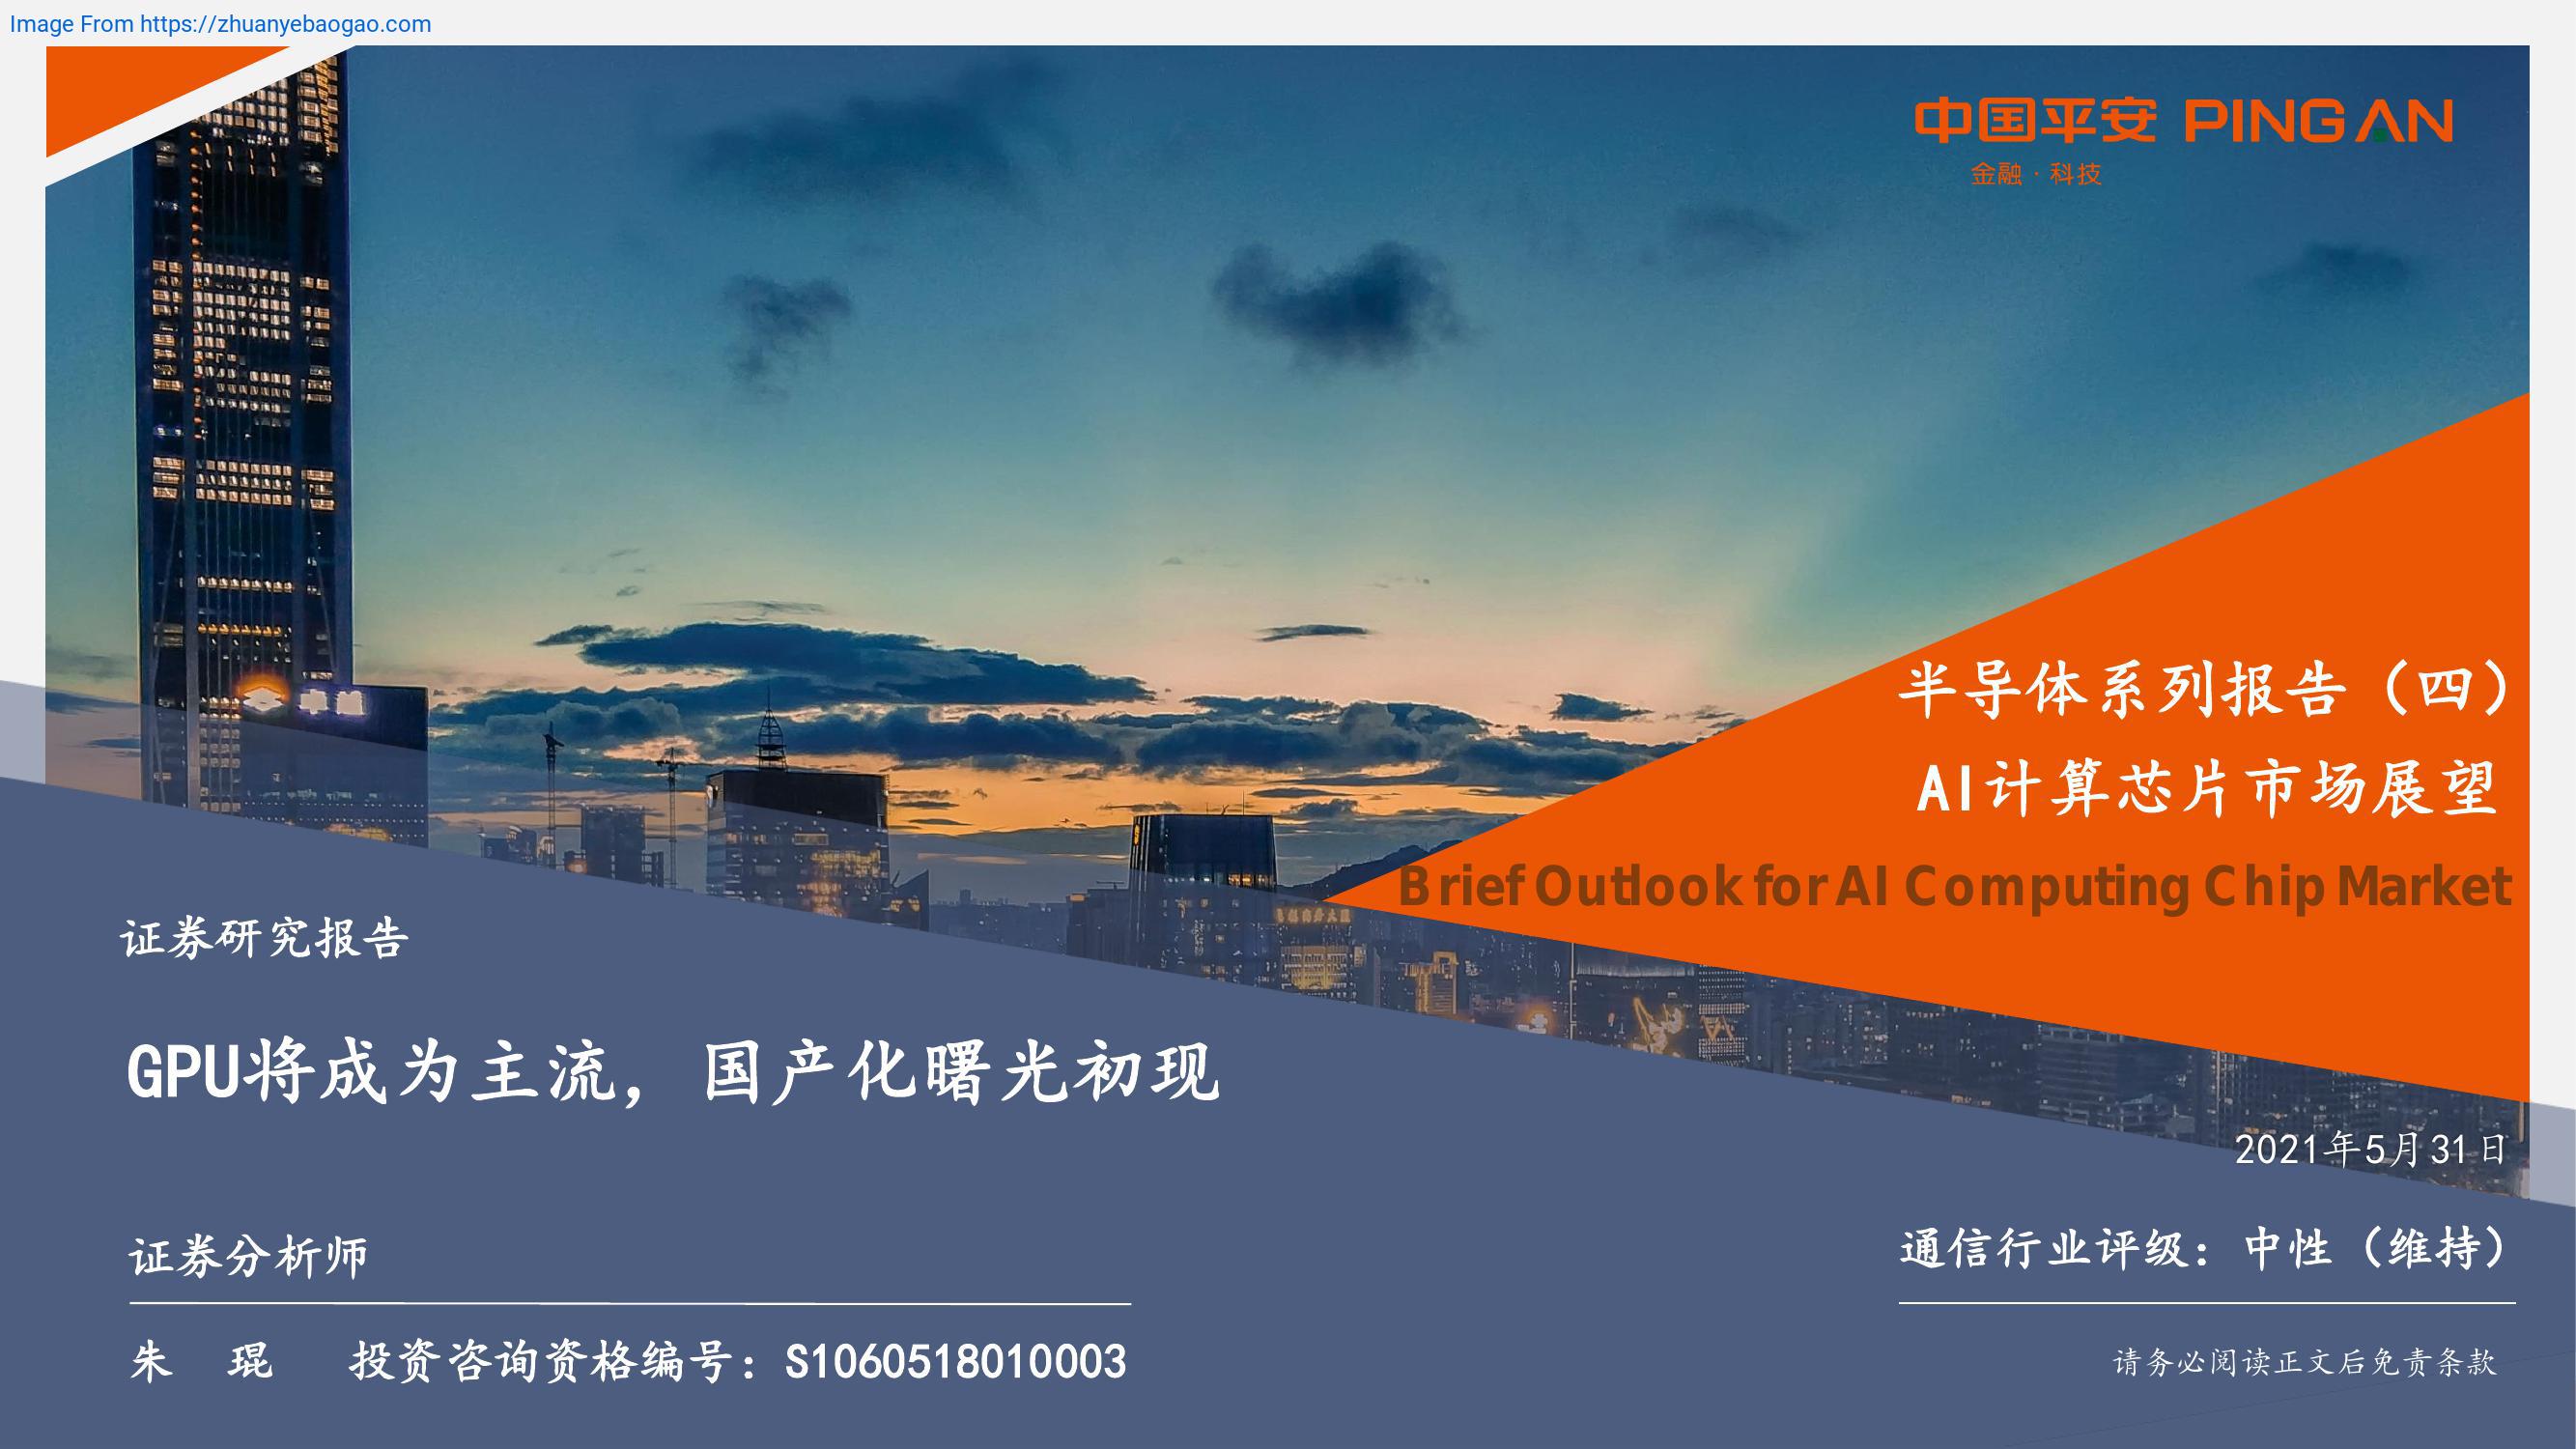 Image From https://zhuanyebaogao.com
中国平安 PINGAN
金融·科技
半导体系列报告（四）
AI计算芯片市场展望
Brief Outlook for AI Computing Chip Market
证券研究报告
GPU将成为主流，国产化曙光初现
2021年5月31日
证券分析师
通信行业评级：中性（维持）
朱 琨 投资咨询资格编号：S1060518010003
请务必阅读正文后免责条款